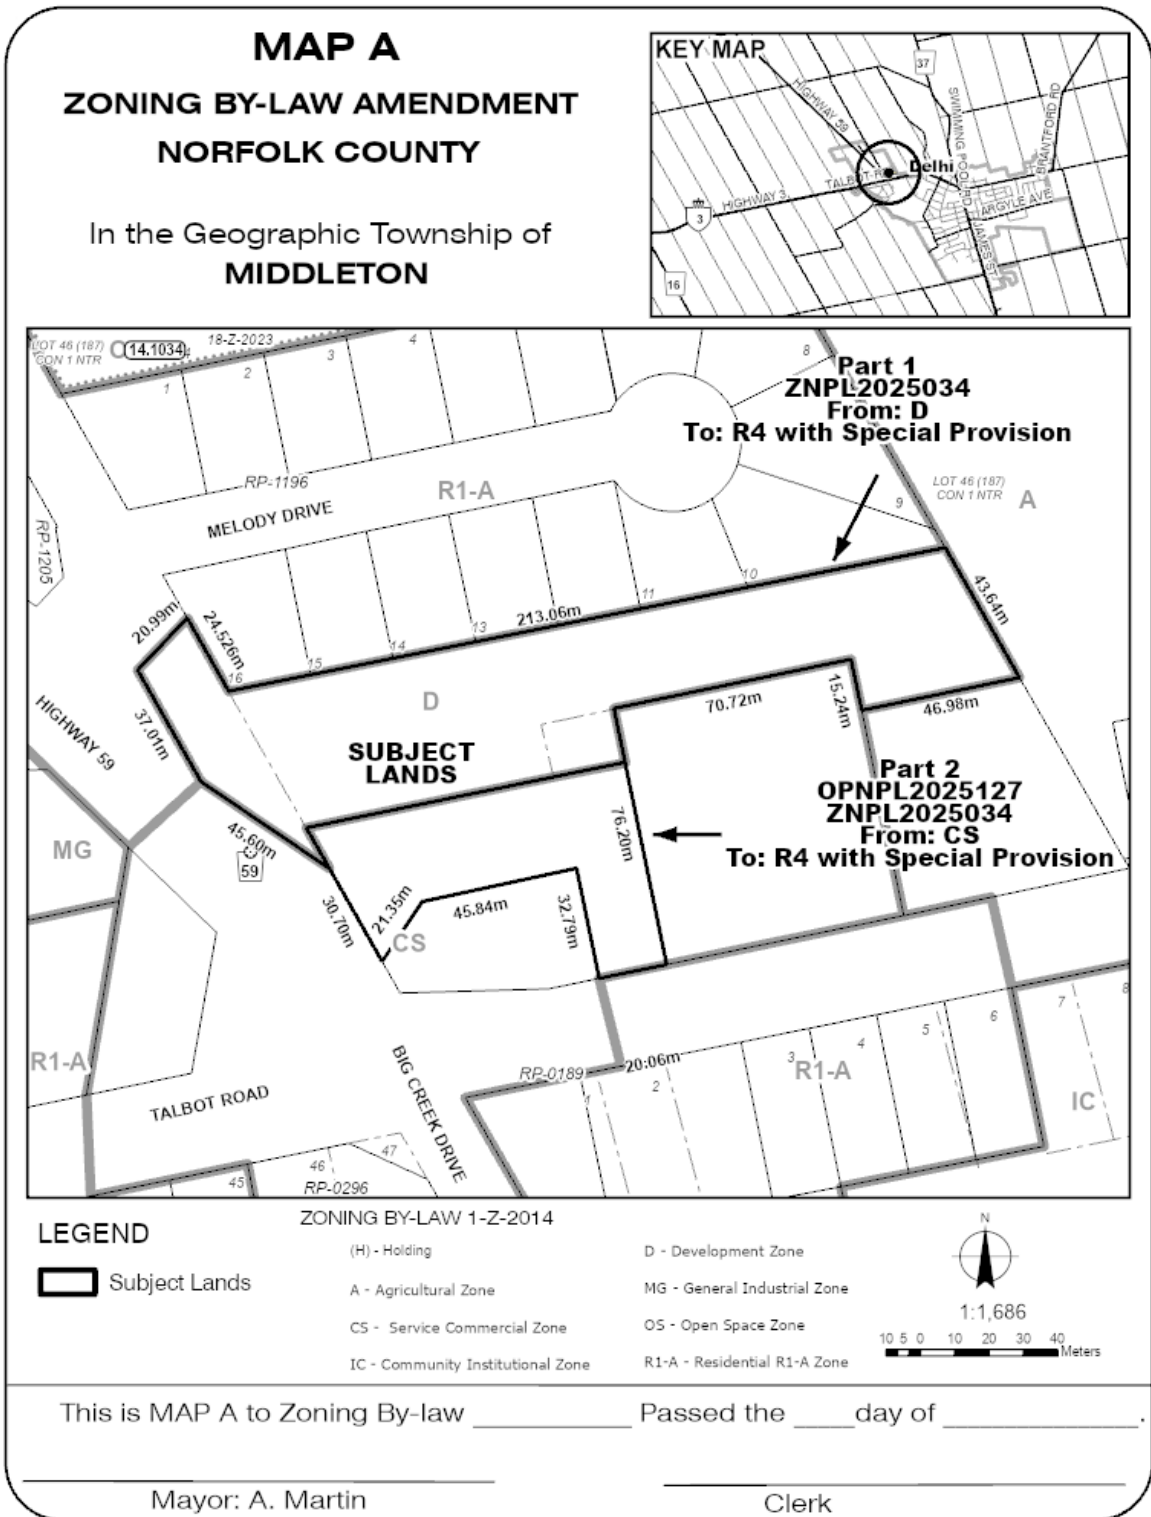 MAP A
ZONING BY-LAW AMENDMENT
NORFOLK COUNTY
In the Geographic Township of
MIDDLETON
KEY MAP
37
HIGHWAY 59
SWIMMING POOL RD
BRANTFORD RD
Delhi
TALBOT R
HIGHWAY 3
3
ARGYLE AVE
JAMES ST
16
LOT 46 (187)
CON 1 NTR
14.1034
18-Z-2023
1
2
3
4
8
Part 1
ZNPL2025034
From: D
To: R4 with Special Provision
RP-1196
R1-A
LOT 46 (187)
CON 1 NTR
A
9
MELODY DRIVE
RP-1205
10
11
13
14
15
16
213.06m
43.64m
20.99m
24.526m
D
70.72m
15.24m
46.98m
HIGHWAY 59
37.01m
SUBJECT
LANDS
Part 2
OPNPL2025127
ZNPL2025034
From: CS
To: R4 with Special Provision
MG
45.60m
59
76.20m
30.70m
21.35m
45.84m
32.79m
CS
R1-A
TALBOT ROAD
BIG CREEK DRIVE
RP-0189
20.06m
1
2
3
4
5
6
7
8
R1-A
IC
45
46
47
RP-0296
LEGEND
Subject Lands
ZONING BY-LAW 1-Z-2014
(H) - Holding
A - Agricultural Zone
CS - Service Commercial Zone
IC - Community Institutional Zone
D - Development Zone
MG - General Industrial Zone
OS - Open Space Zone
R1-A - Residential R1-A Zone
N
1:1,686
10 5 0 10 20 30 40
Meters
This is MAP A to Zoning By-law ____________ Passed the _____day of _______________.
Mayor: A. Martin
Clerk